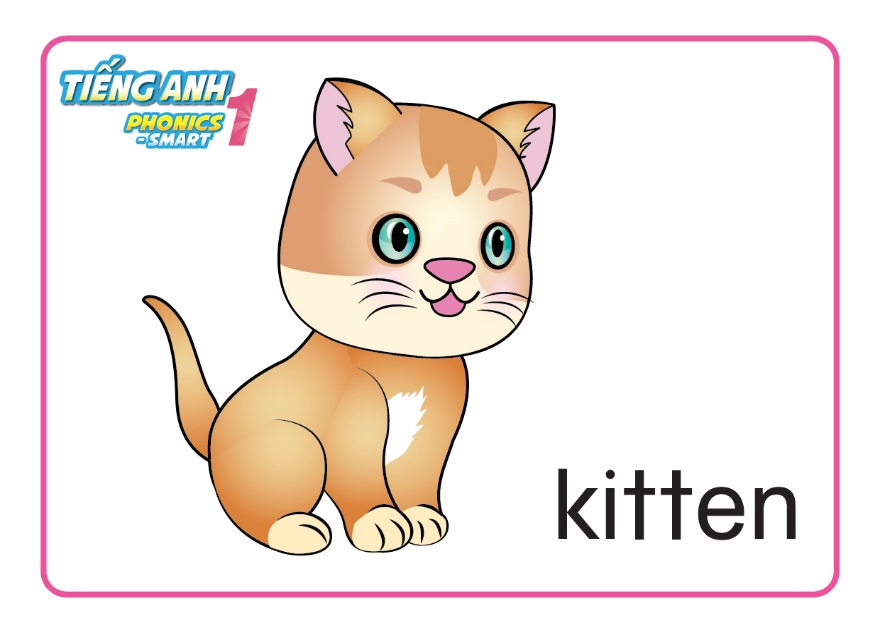 TIẾNG ANH 1
PHONICS
-SMART
kitten